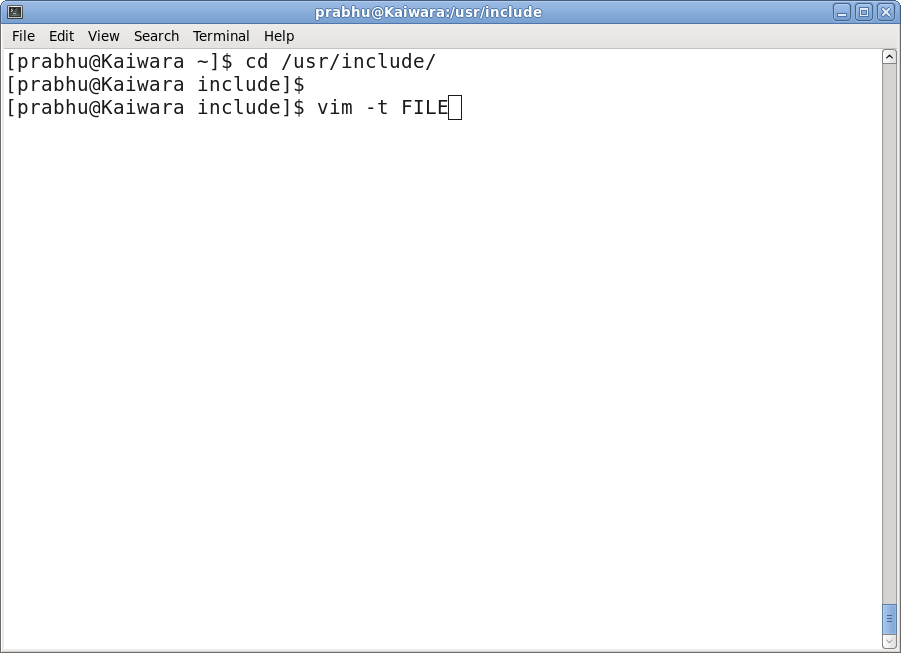 prabhu@Kaiwara:/usr/include
File Edit View Search Terminal Help
[prabhu@Kaiwara ~]$ cd /usr/include/
[prabhu@Kaiwara include]$
[prabhu@Kaiwara include]$ vim -t FILE